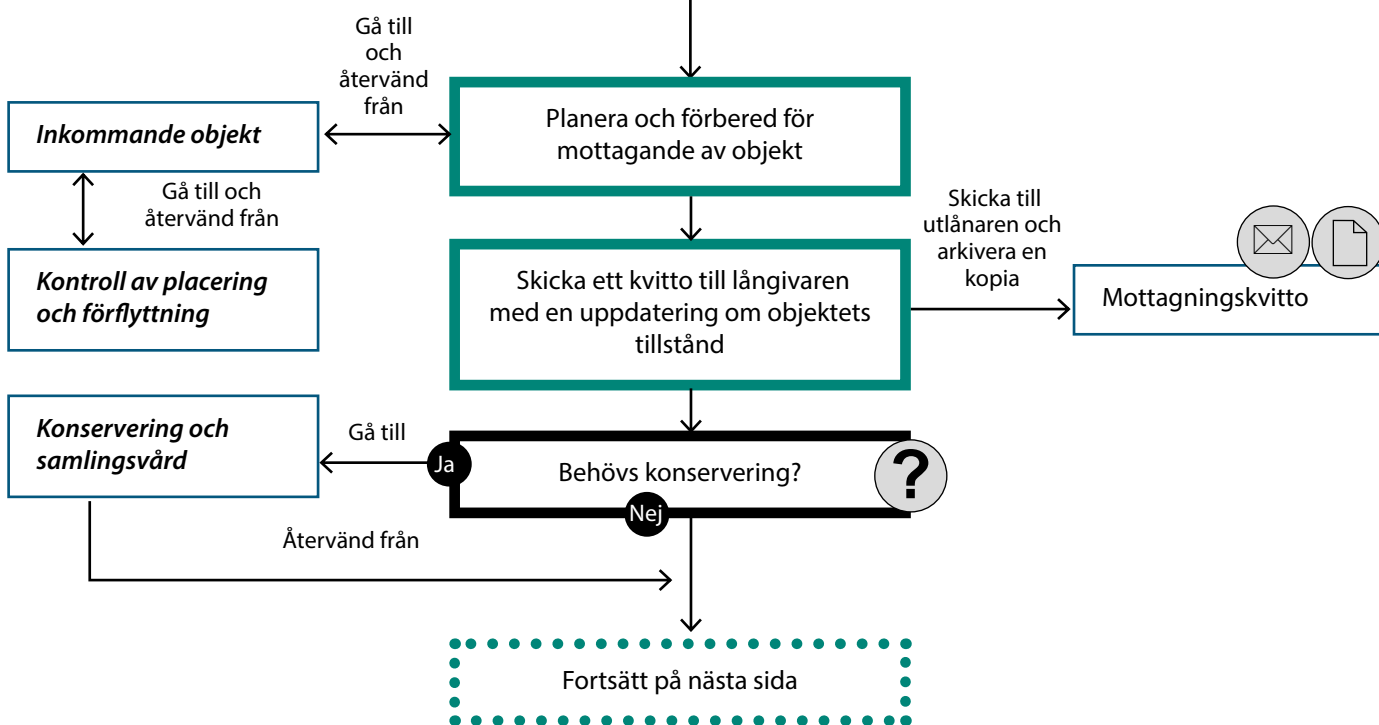 Gå till
och
återvänd
från
Inkommande objekt
Planera och förbered för
mottagande av objekt
Gå till och
återvänd från
Skicka till
utlånaren och
arkivera en
kopia
Kontroll av placering
och förflyttning
Skicka ett kvitto till långivaren
med en uppdatering om objektets
tillstånd
Mottagningskvitto
Konservering och
samlingsvård
Gå till
Ja
Behövs konservering?
?
Nej
Återvänd från
Fortsätt på nästa sida